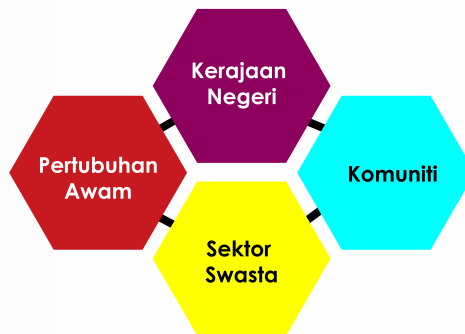 Kerajaan
Negeri
Pertubuhan
Awam
Komuniti
Sektor
Swasta